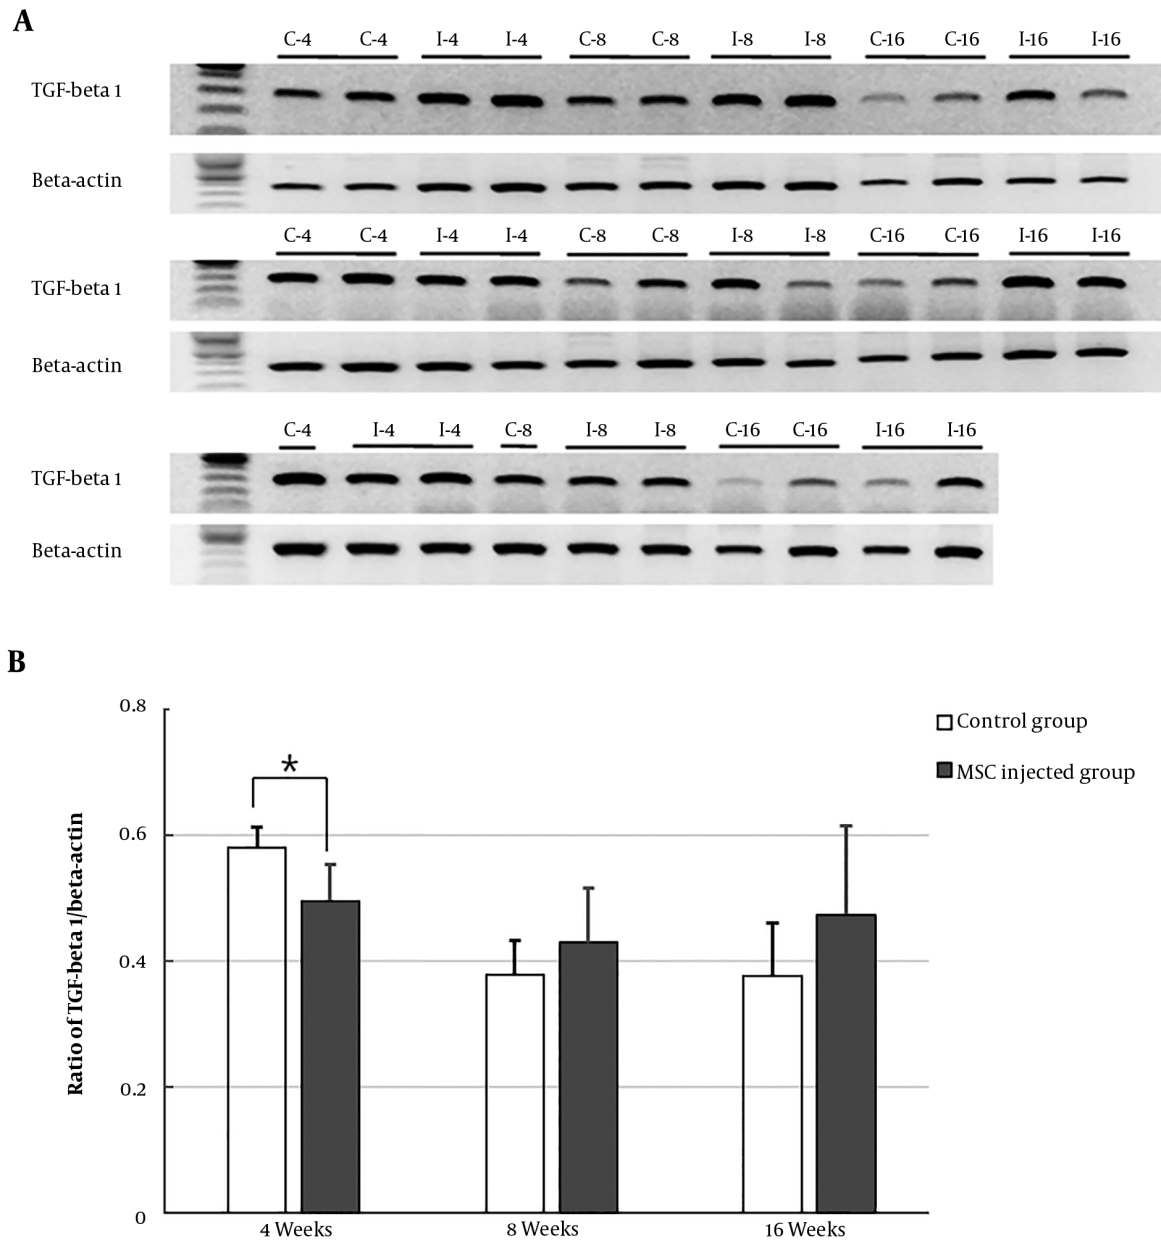 A
C-4 C-4 I-4 I-4 C-8 C-8 I-8 I-8 C-16 C-16 I-16 I-16
TGF-beta 1
Beta-actin
C-4 C-4 I-4 I-4 C-8 C-8 I-8 I-8 C-16 C-16 I-16 I-16
TGF-beta 1
Beta-actin
C-4 I-4 I-4 C-8 I-8 I-8 C-16 C-16 I-16 I-16
TGF-beta 1
Beta-actin
B
Ratio of TGF-beta 1/beta-actin
0.8
0.6
0.4
0.2
0
*
Control group
MSC injected group
4 Weeks 8 Weeks 16 Weeks